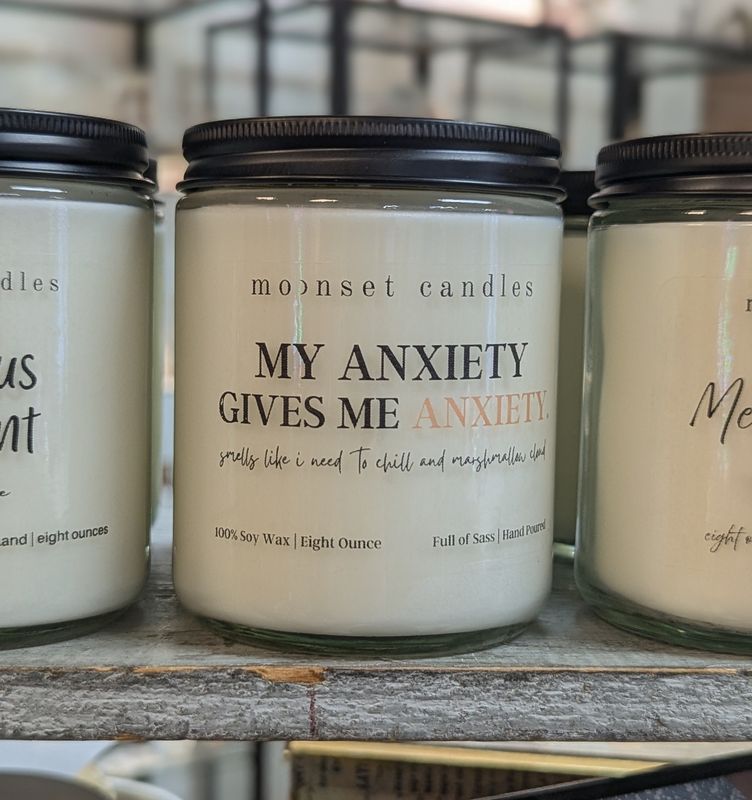 dles
us
nt
and | eight ounces
moonset candles
MY ANXIETY
GIVES ME ANXIETY.
smells like i need to chill and marshmallow cloud
100% Soy Wax | Eight Ounce
Full of Sass | Hand Poured
Me
eight